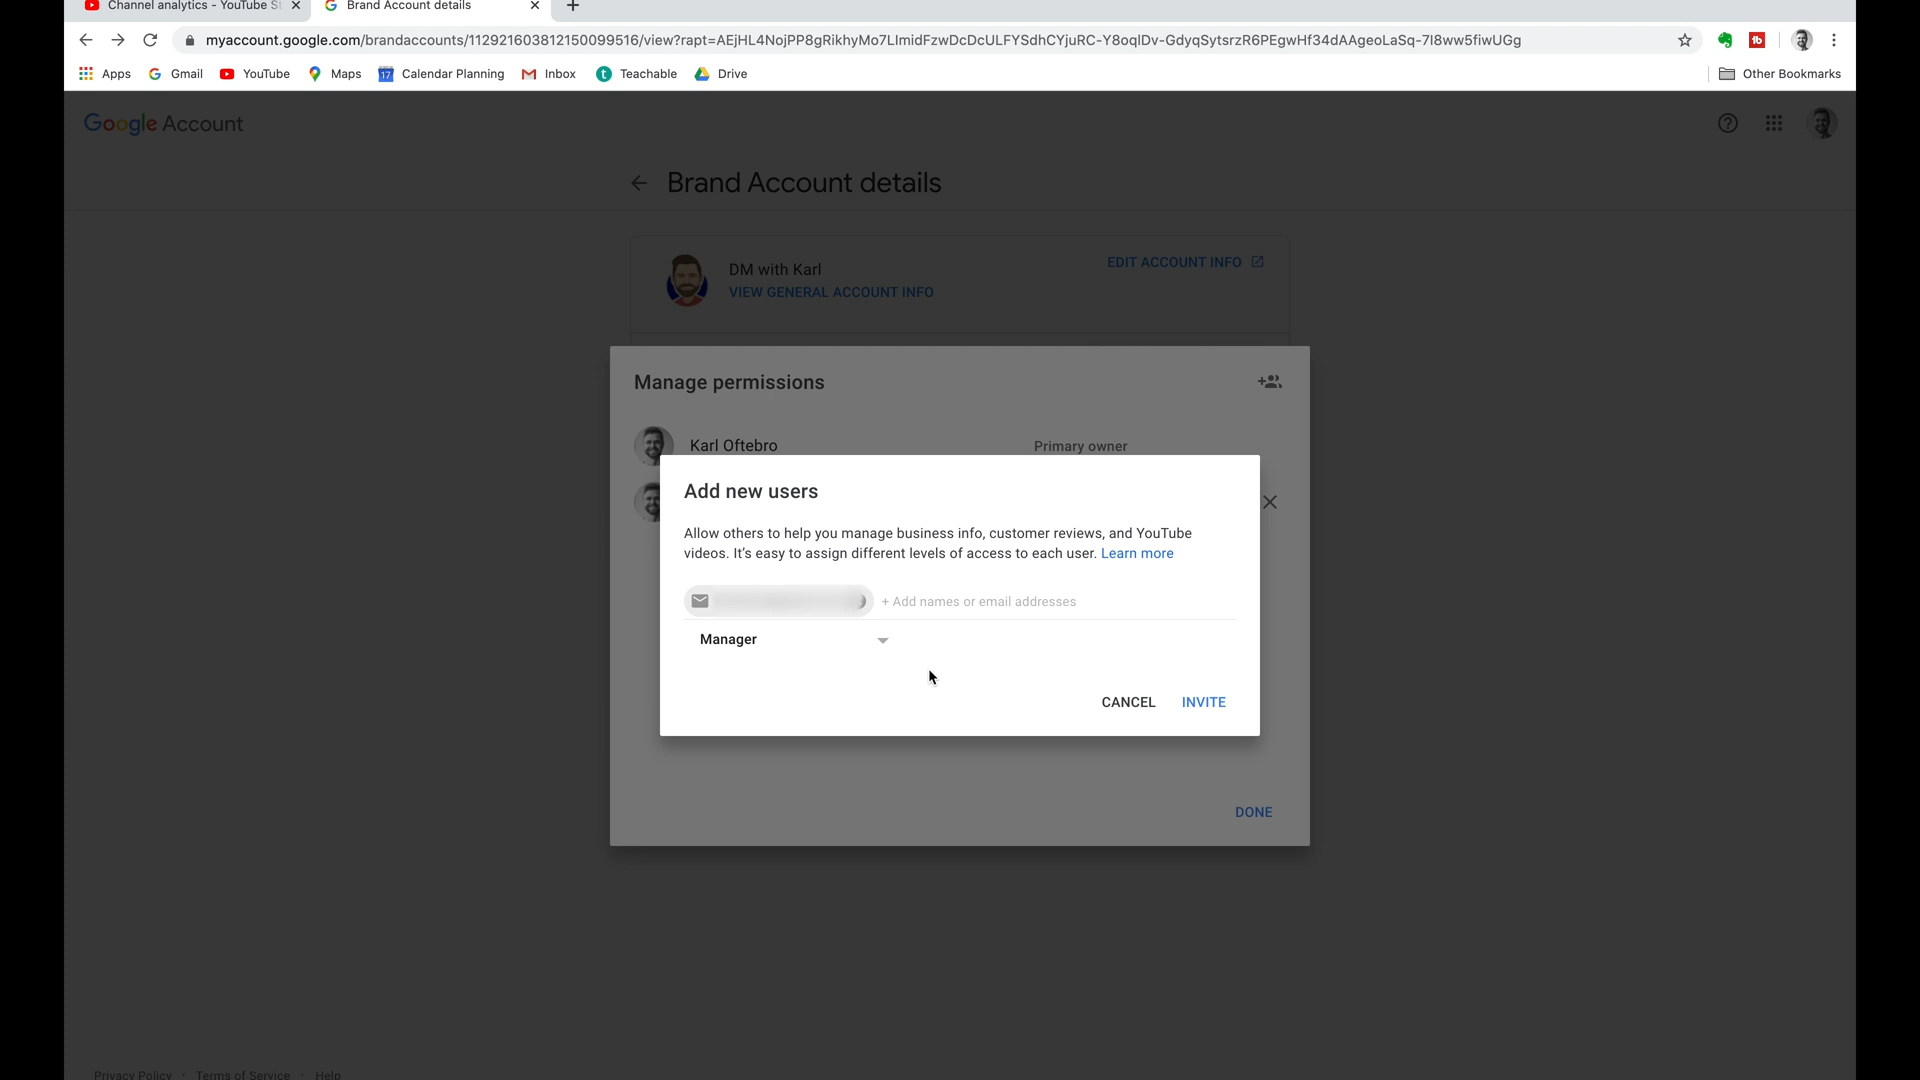 Channel analytics - YouTube S
Brand Account details
myaccount.google.com/brandaccounts/112921603812150099516/view?rapt=AEjHL4NojPP8gRikhyMo7LImidFzwDcDcULFYSdhCYjuRC-Y8oqlDv-GdyqSytsrzR6PEgwHf34dAAgeoLaSq-7I8ww5fiwUGg
Apps Gmail YouTube Maps 17 Calendar Planning Inbox t Teachable Drive Other Bookmarks
Google Account
Brand Account details
DM with Karl
EDIT ACCOUNT INFO
VIEW GENERAL ACCOUNT INFO
Manage permissions
Karl Oftebro Primary owner
Add new users
Allow others to help you manage business info, customer reviews, and YouTube
videos. It's easy to assign different levels of access to each user. Learn more
+ Add names or email addresses
Manager
CANCEL INVITE
DONE
Privacy Policy · Terms of Service · Help